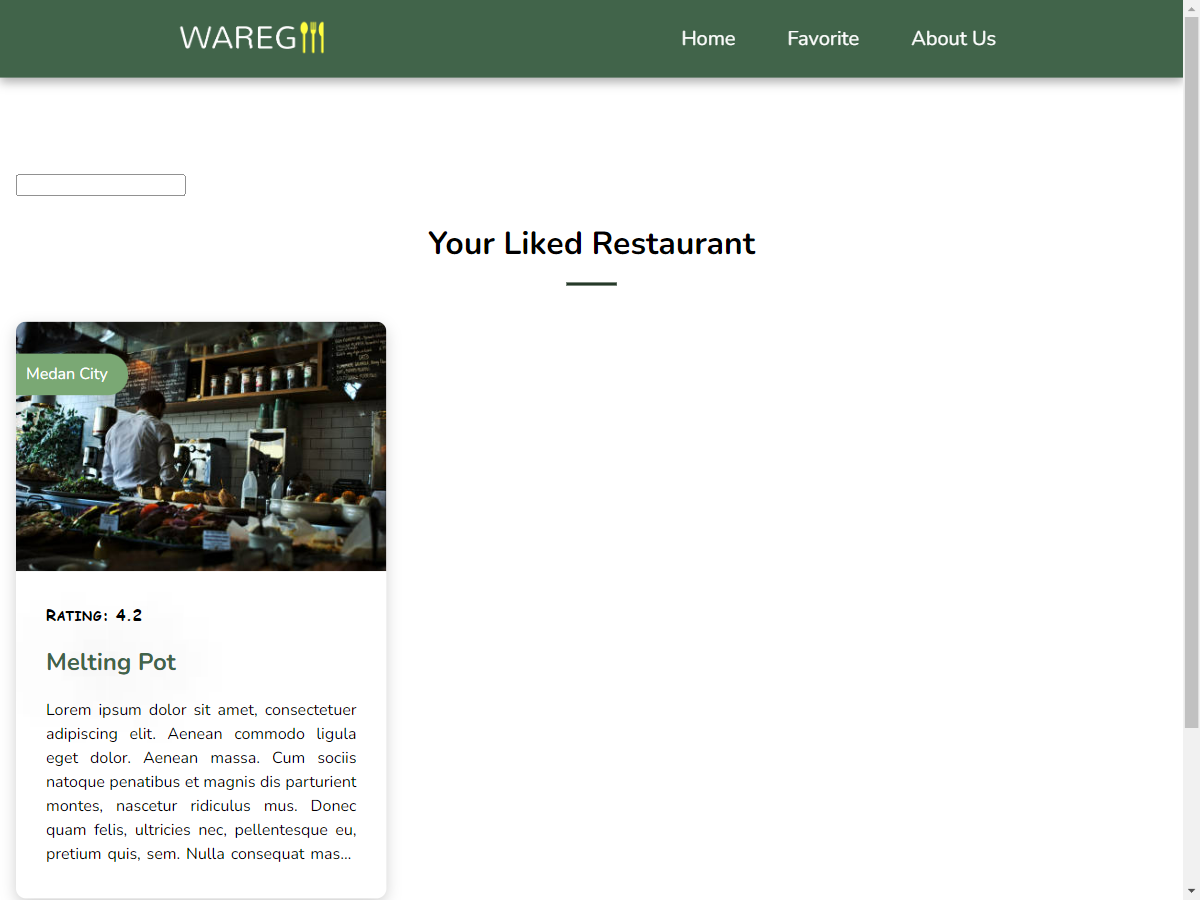 WAREG
Home
Favorite
About Us
Your Liked Restaurant
Medan City
Rating: 4.2
Melting Pot
Lorem ipsum dolor sit amet, consectetuer
adipiscing elit. Aenean commodo ligula
eget dolor. Aenean massa. Cum sociis
natoque penatibus et magnis dis parturient
montes, nascetur ridiculus mus. Donec
quam felis, ultricies nec, pellentesque eu,
pretium quis, sem. Nulla consequat mas...